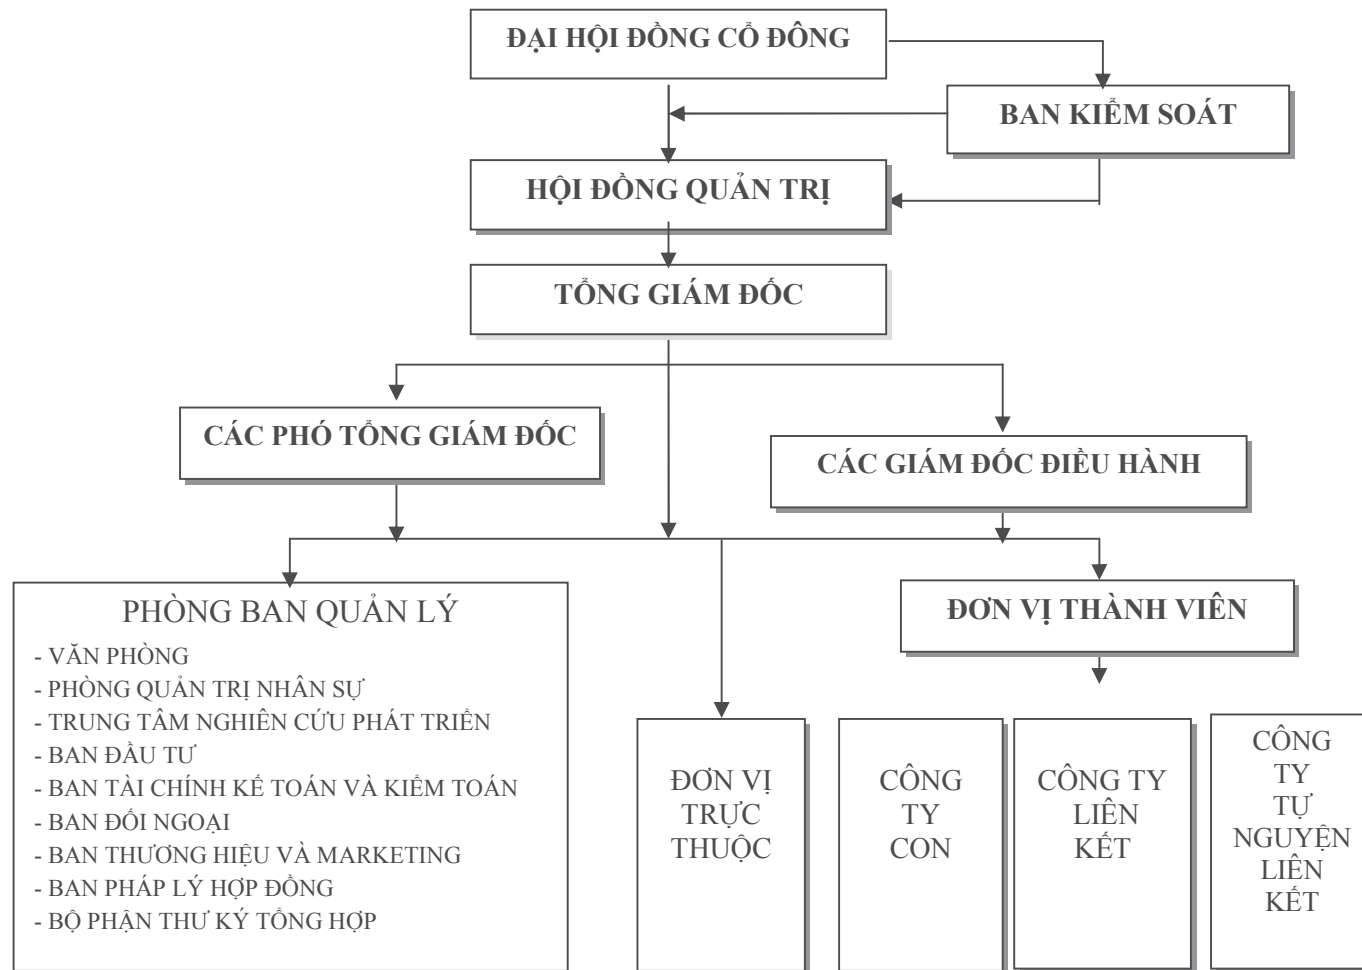 ĐẠI HỘI ĐỒNG CỔ ĐÔNG
BAN KIỂM SOÁT
HỘI ĐỒNG QUẢN TRỊ
TỔNG GIÁM ĐỐC
CÁC PHÓ TỔNG GIÁM ĐỐC
CÁC GIÁM ĐỐC ĐIỀU HÀNH
PHÒNG BAN QUẢN LÝ
- VĂN PHÒNG
- PHÒNG QUẢN TRỊ NHÂN SỰ
- TRUNG TÂM NGHIÊN CỨU PHÁT TRIỂN
- BAN ĐẦU TƯ
- BAN TÀI CHÍNH KẾ TOÁN VÀ KIỂM TOÁN
- BAN ĐỐI NGOẠI
- BAN THƯƠNG HIỆU VÀ MARKETING
- BAN PHÁP LÝ HỢP ĐỒNG
- BỘ PHẬN THƯ KÝ TỔNG HỢP
ĐƠN VỊ THÀNH VIÊN
ĐƠN VỊ
TRỰC
THUỘC
CÔNG
TY
CON
CÔNG TY
LIÊN
KẾT
CÔNG
TY
TỰ
NGUYỆN
LIÊN
KẾT